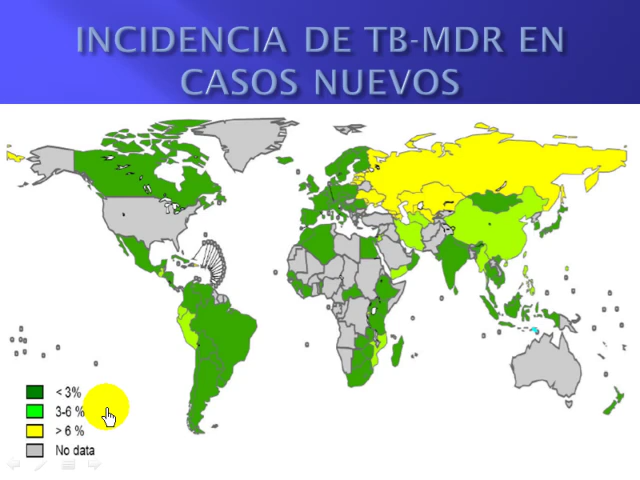 INCIDENCIA DE TB-MDR EN
CASOS NUEVOS
< 3%
3-6 %
> 6 %
No data